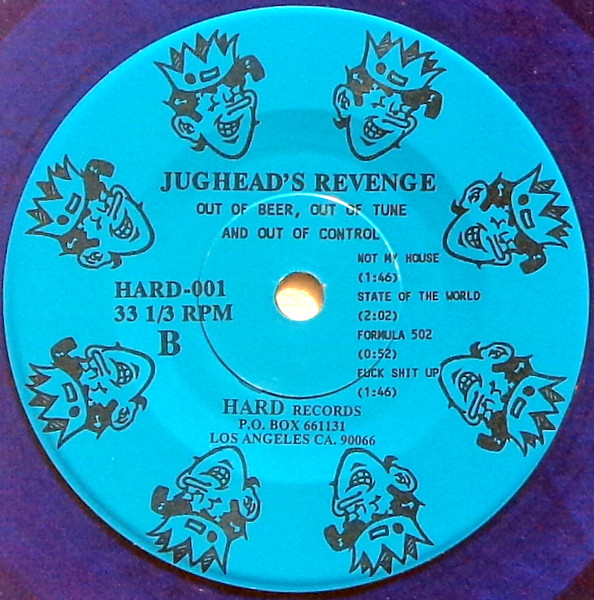 JUGHEAD'S REVENGE
OUT OF BEER, OUT OF TUNE
AND OUT OF CONTROL
NOT MY HOUSE
(1:46)
STATE OF THE WORLD
(2:02)
FORMULA 502
(0:52)
FUCK SHIT UP
(1:46)
HARD-001
33 1/3 RPM
B
HARD RECORDS
P.O. BOX 661131
LOS ANGELES CA. 90066